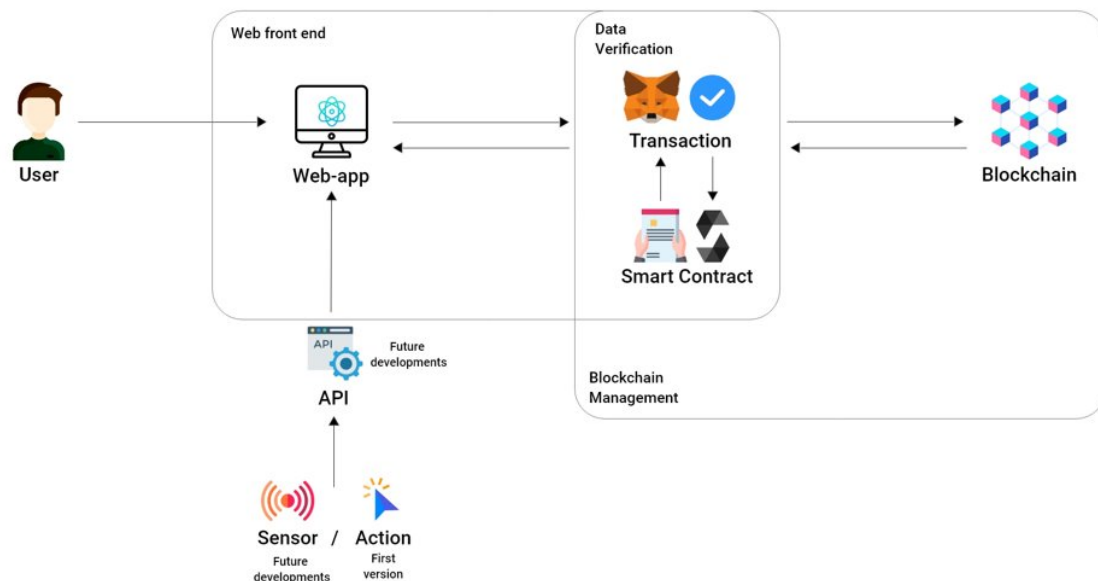 Web front end
Data
Verification
User
Web-app
Transaction
Blockchain
Smart Contract
API
Future
developments
API
Blockchain
Management
Sensor / Action
Future
developments
First
version